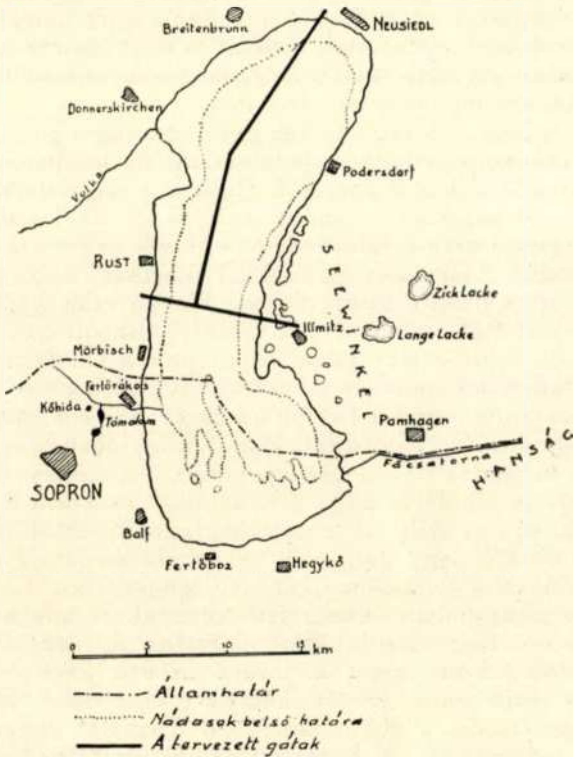 Breitenbrunn
NEUSIEDL
Donnerskirchen
Vulka
Podersdorf
RUST
SEEWINKEL
Zick Lacke
Illmitz
Lange Lacke
Mörbisch
Fertőrákos
Kőhida
Tómalom
Pamhagen
Főcsatorna
HANSÁG
SOPRON
Balf
Fertőboz
Hegykő
0 5 10 15 km
Államhatár
Nádasok belső határa
A tervezett gátak